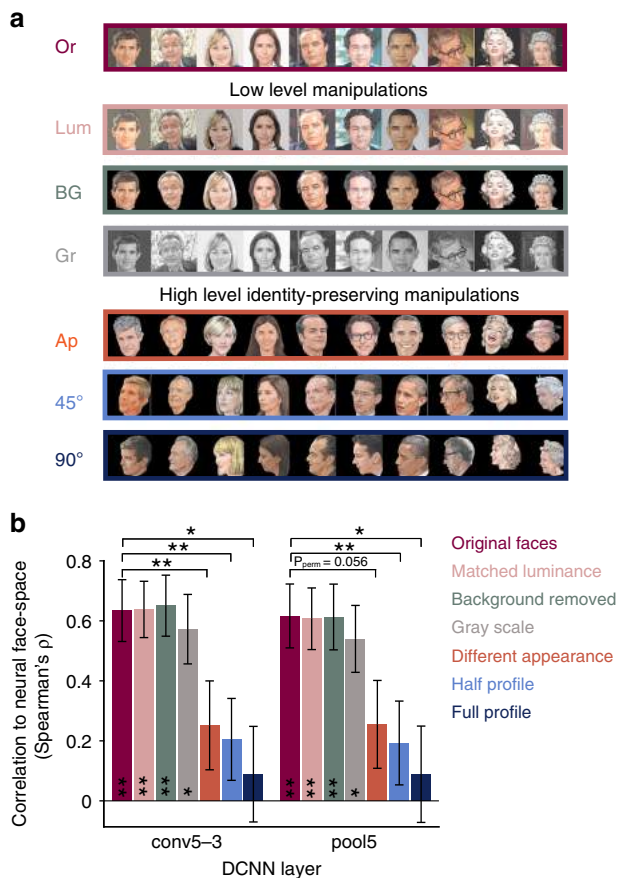 a
Or
Low level manipulations
Lum
BG
Gr
High level identity-preserving manipulations
Ap
45°
90°
b
*
**
**
*
**
P_perm = 0.056
0.8
0.6
0.4
0.2
0
Correlation to neural face-space
(Spearman's ρ)
**
**
**
*
**
**
**
*
conv5–3
pool5
DCNN layer
Original faces
Matched luminance
Background removed
Gray scale
Different appearance
Half profile
Full profile